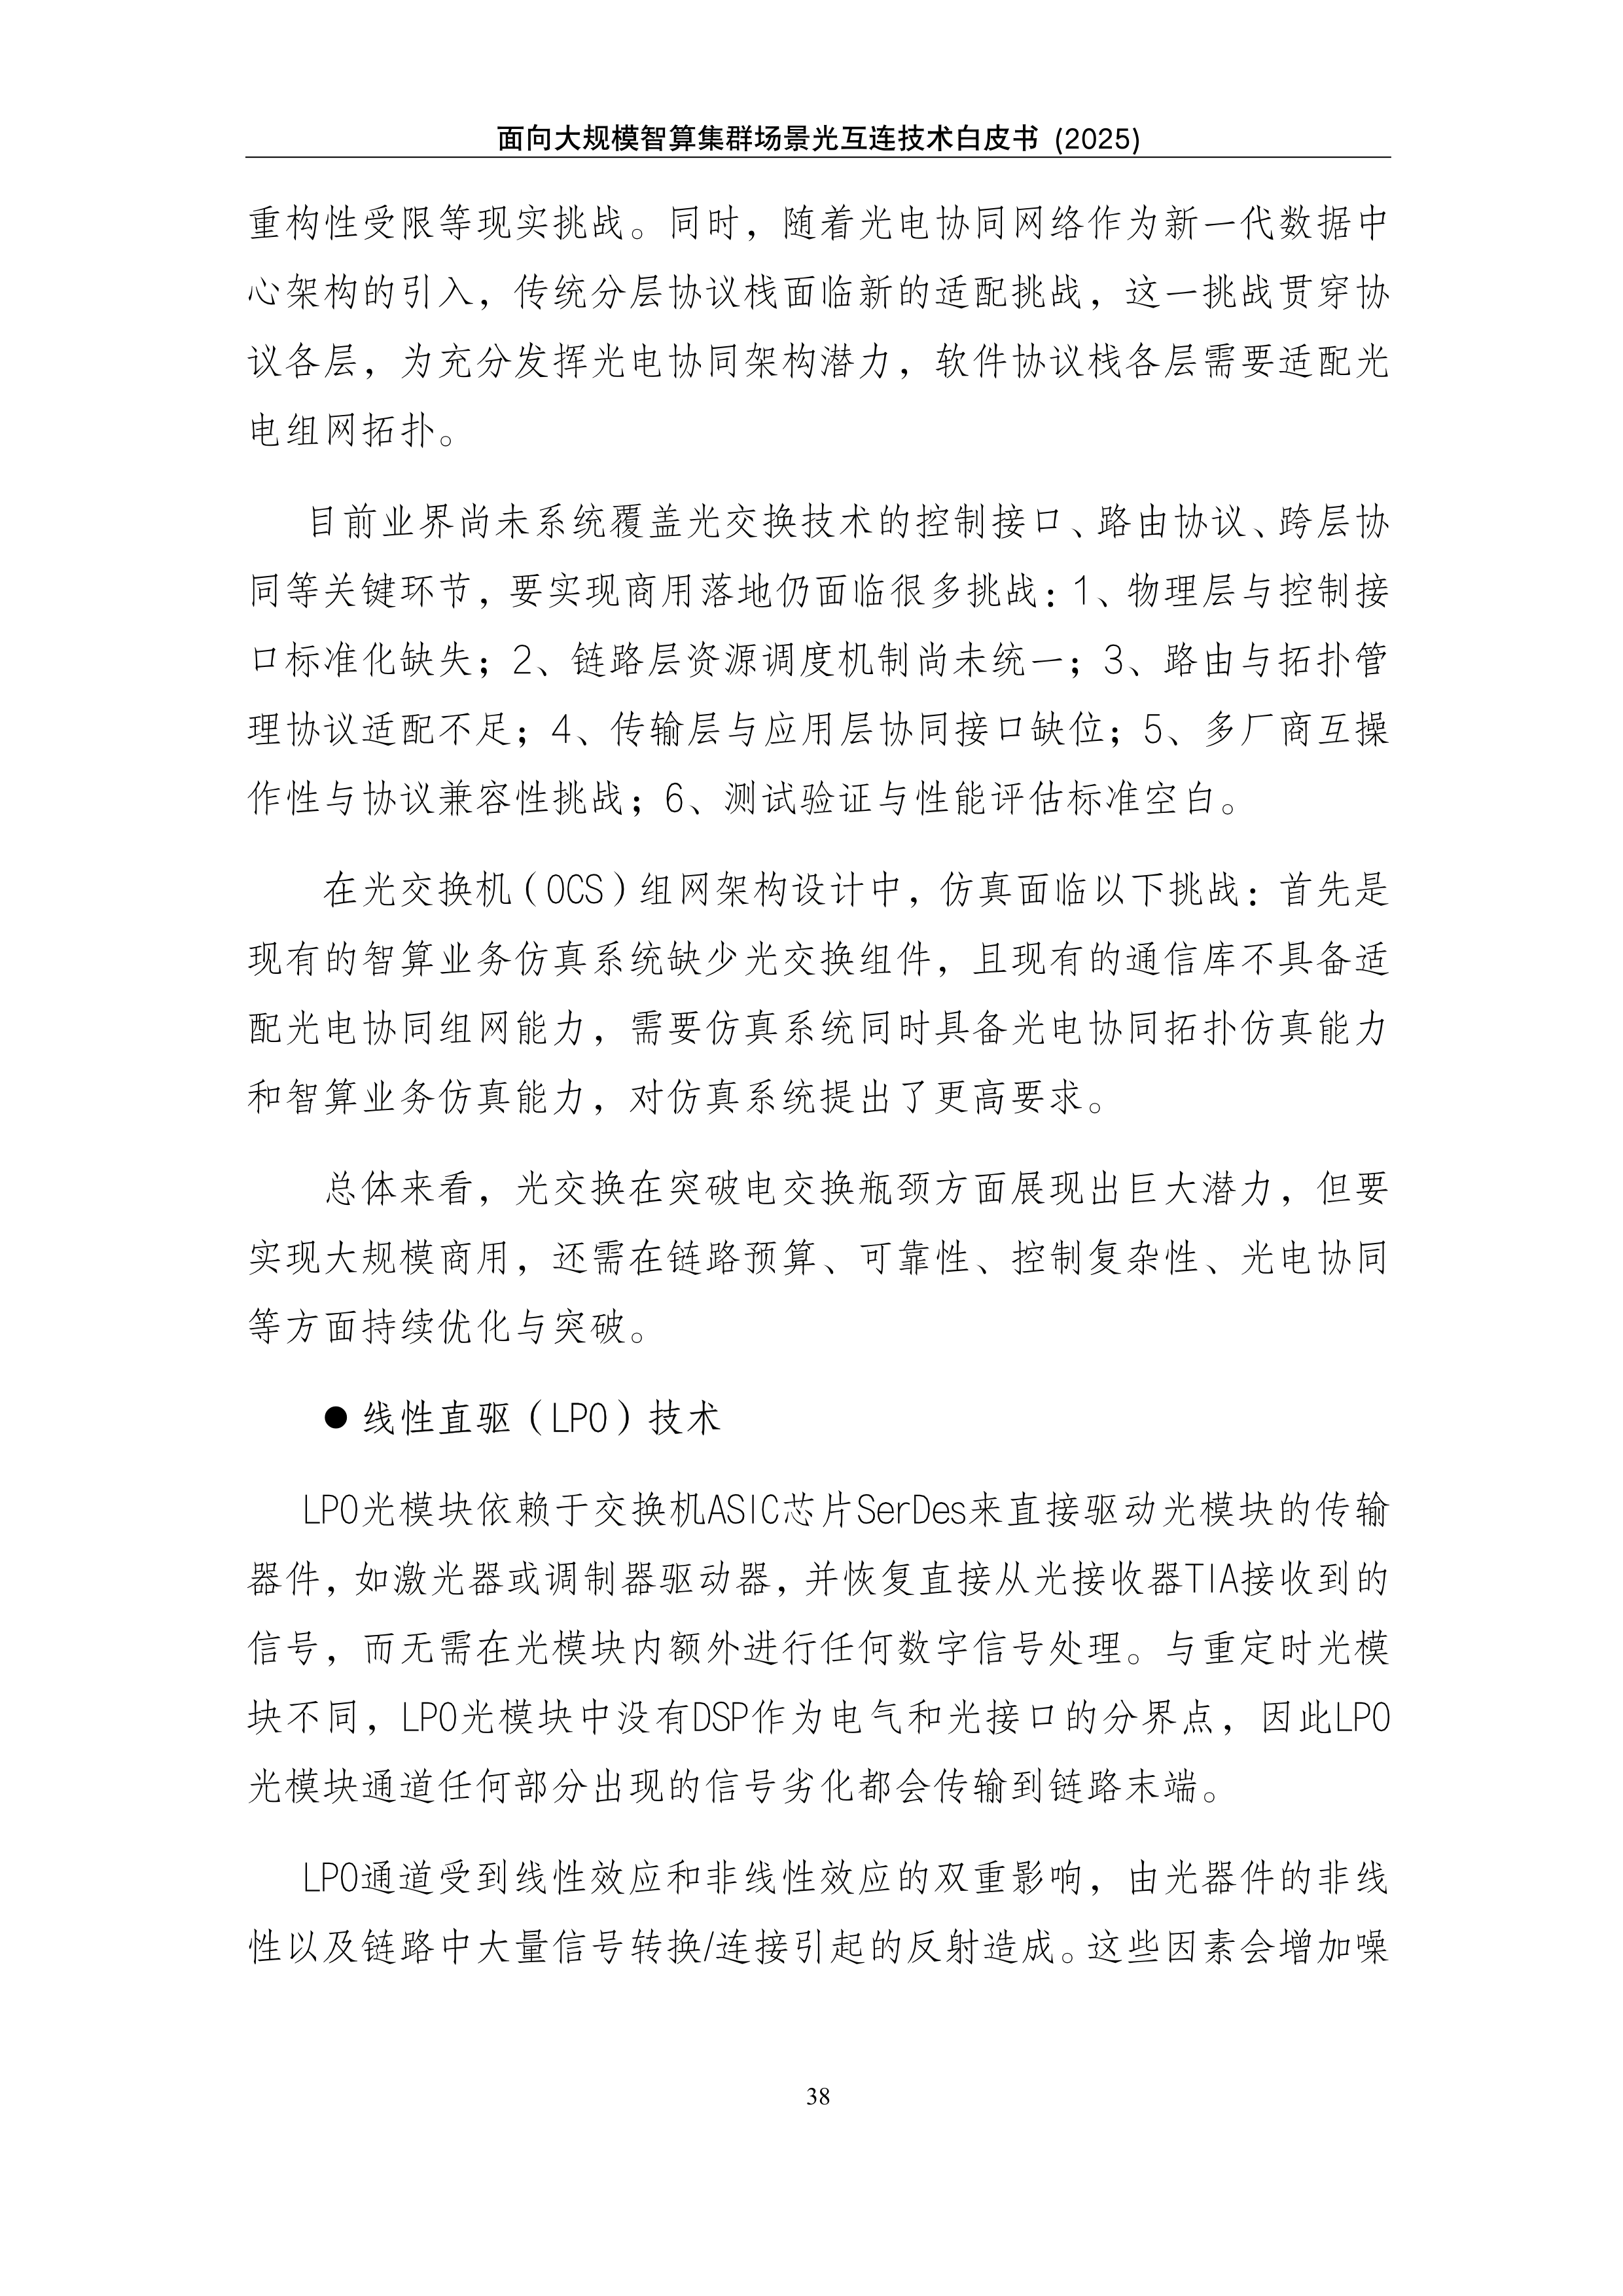 面向大规模智算集群场景光互连技术白皮书 (2025)
重构性受限等现实挑战。同时，随着光电协同网络作为新一代数据中
心架构的引入，传统分层协议栈面临新的适配挑战，这一挑战贯穿协
议各层，为充分发挥光电协同架构潜力，软件协议栈各层需要适配光
电组网拓扑。
目前业界尚未系统覆盖光交换技术的控制接口、路由协议、跨层协
同等关键环节，要实现商用落地仍面临很多挑战：1、物理层与控制接
口标准化缺失；2、链路层资源调度机制尚未统一；3、路由与拓扑管
理协议适配不足；4、传输层与应用层协同接口缺位；5、多厂商互操
作性与协议兼容性挑战；6、测试验证与性能评估标准空白。
在光交换机（OCS）组网架构设计中，仿真面临以下挑战：首先是
现有的智算业务仿真系统缺少光交换组件，且现有的通信库不具备适
配光电协同组网能力，需要仿真系统同时具备光电协同拓扑仿真能力
和智算业务仿真能力，对仿真系统提出了更高要求。
总体来看，光交换在突破电交换瓶颈方面展现出巨大潜力，但要
实现大规模商用，还需在链路预算、可靠性、控制复杂性、光电协同
等方面持续优化与突破。
● 线性直驱（LPO）技术
LPO光模块依赖于交换机ASIC芯片SerDes来直接驱动光模块的传输
器件，如激光器或调制器驱动器，并恢复直接从光接收器TIA接收到的
信号，而无需在光模块内额外进行任何数字信号处理。与重定时光模
块不同，LPO光模块中没有DSP作为电气和光接口的分界点，因此LPO
光模块通道任何部分出现的信号劣化都会传输到链路末端。
LPO通道受到线性效应和非线性效应的双重影响，由光器件的非线
性以及链路中大量信号转换/连接引起的反射造成。这些因素会增加噪
38